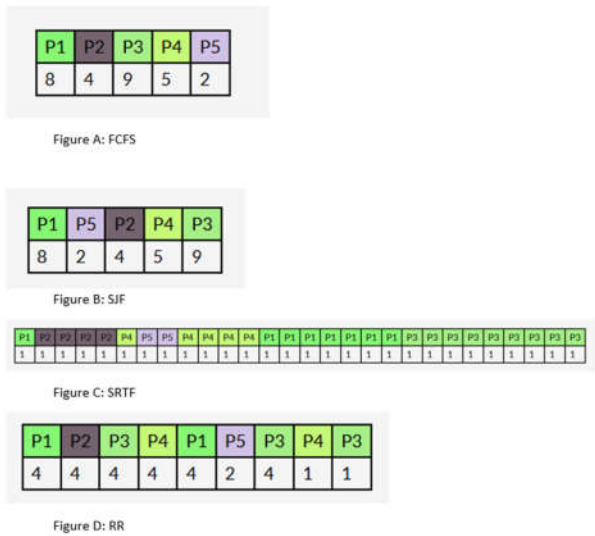 P1 P2 P3 P4 P5
8 4 9 5 2
Figure A: FCFS
P1 P5 P2 P4 P3
8 2 4 5 9
Figure B: SJF
P1 P2 P2 P2 P2 P4 P5 P5 P4 P4 P4 P4 P1 P1 P1 P1 P1 P1 P1 P3 P3 P3 P3 P3 P3 P3 P3 P3
1 1 1 1 1 1 1 1 1 1 1 1 1 1 1 1 1 1 1 1 1 1 1 1 1 1 1 1
Figure C: SRTF
P1 P2 P3 P4 P1 P5 P3 P4 P3
4 4 4 4 4 2 4 1 1
Figure D: RR